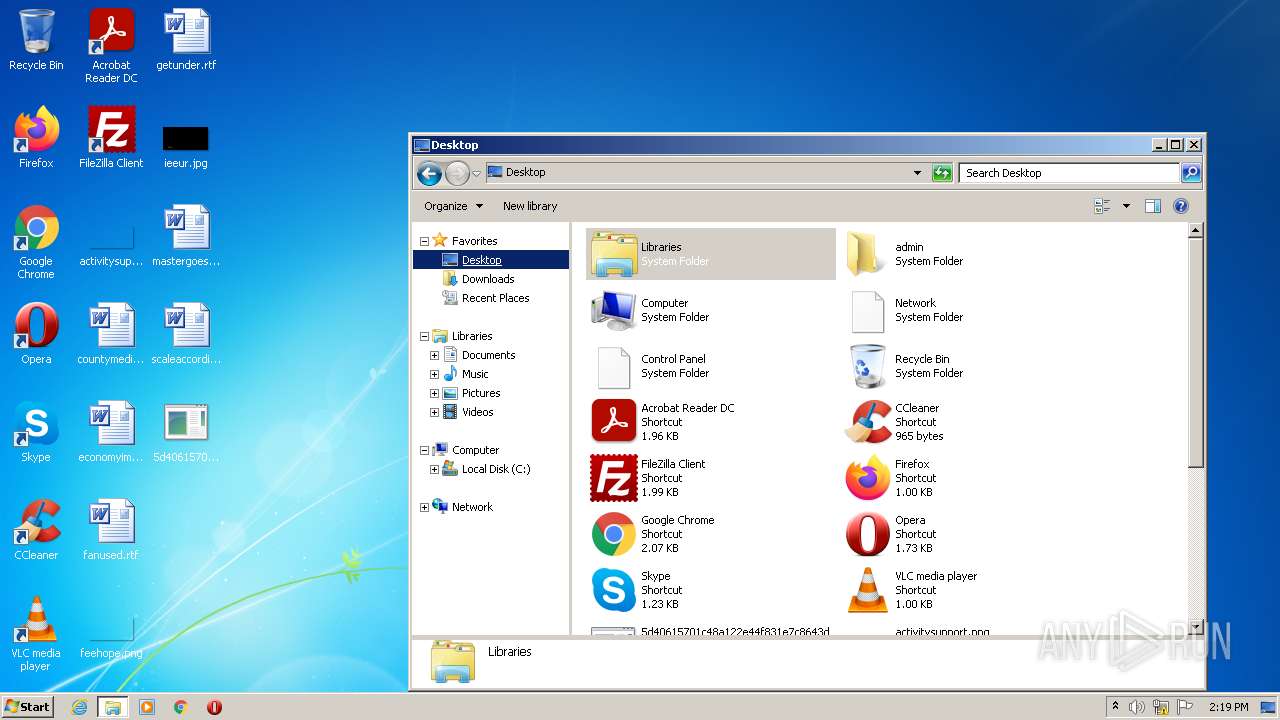 Recycle Bin
Acrobat
Reader DC
getunder.rtf
Firefox
FileZilla Client
ieeur.jpg
Google
Chrome
activitysup...
mastergoes...
Opera
countymedi...
scaleaccordi...
Skype
economyim...
5d4061570...
CCleaner
fanused.rtf
VLC media
player
feehope.png
Desktop
Desktop
Search Desktop
Organize
New library
Favorites
Desktop
Downloads
Recent Places
Libraries
Documents
Music
Pictures
Videos
Computer
Local Disk (C:)
Network
Libraries
System Folder
admin
System Folder
Computer
System Folder
Network
System Folder
Control Panel
System Folder
Recycle Bin
System Folder
Acrobat Reader DC
Shortcut
1.96 KB
CCleaner
Shortcut
965 bytes
FileZilla Client
Shortcut
1.99 KB
Firefox
Shortcut
1.00 KB
Google Chrome
Shortcut
2.17 KB
Opera
Shortcut
Skype
Shortcut
1.23 KB
VLC media player
Shortcut
1.00 KB
activitysupport.png
Libraries
ANY RUN
Start
2:19 PM